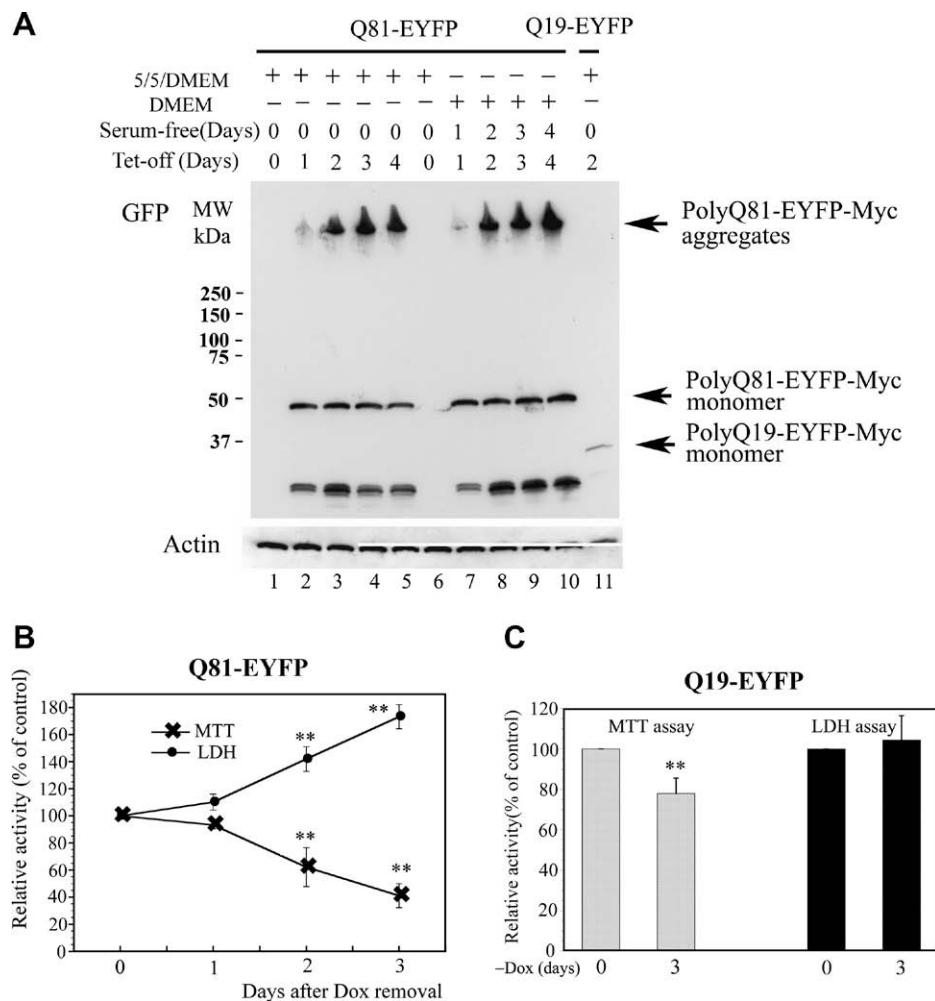 A
Q81-EYFP Q19-EYFP
5/5/DMEM + + + + + + − − − − +
DMEM − − − − − − + + + + −
Serum-free(Days) 0 0 0 0 0 0 1 2 3 4 0
Tet-off (Days) 0 1 2 3 4 0 1 2 3 4 2
GFP MW
kDa
PolyQ81-EYFP-Myc
aggregates
250 -
150 -
100 -
75 -
50 -
37 -
PolyQ81-EYFP-Myc
monomer
PolyQ19-EYFP-Myc
monomer
Actin
1 2 3 4 5 6 7 8 9 10 11
B
Q81-EYFP
Relative activity (% of control)
180
160
140
120
100
80
60
40
20
0
MTT
LDH
**
**
**
**
0 1 2 3
Days after Dox removal
C
Q19-EYFP
Relative activity(% of control)
120
100
80
60
40
20
0
MTT assay LDH assay
**
−Dox (days) 0 3 0 3